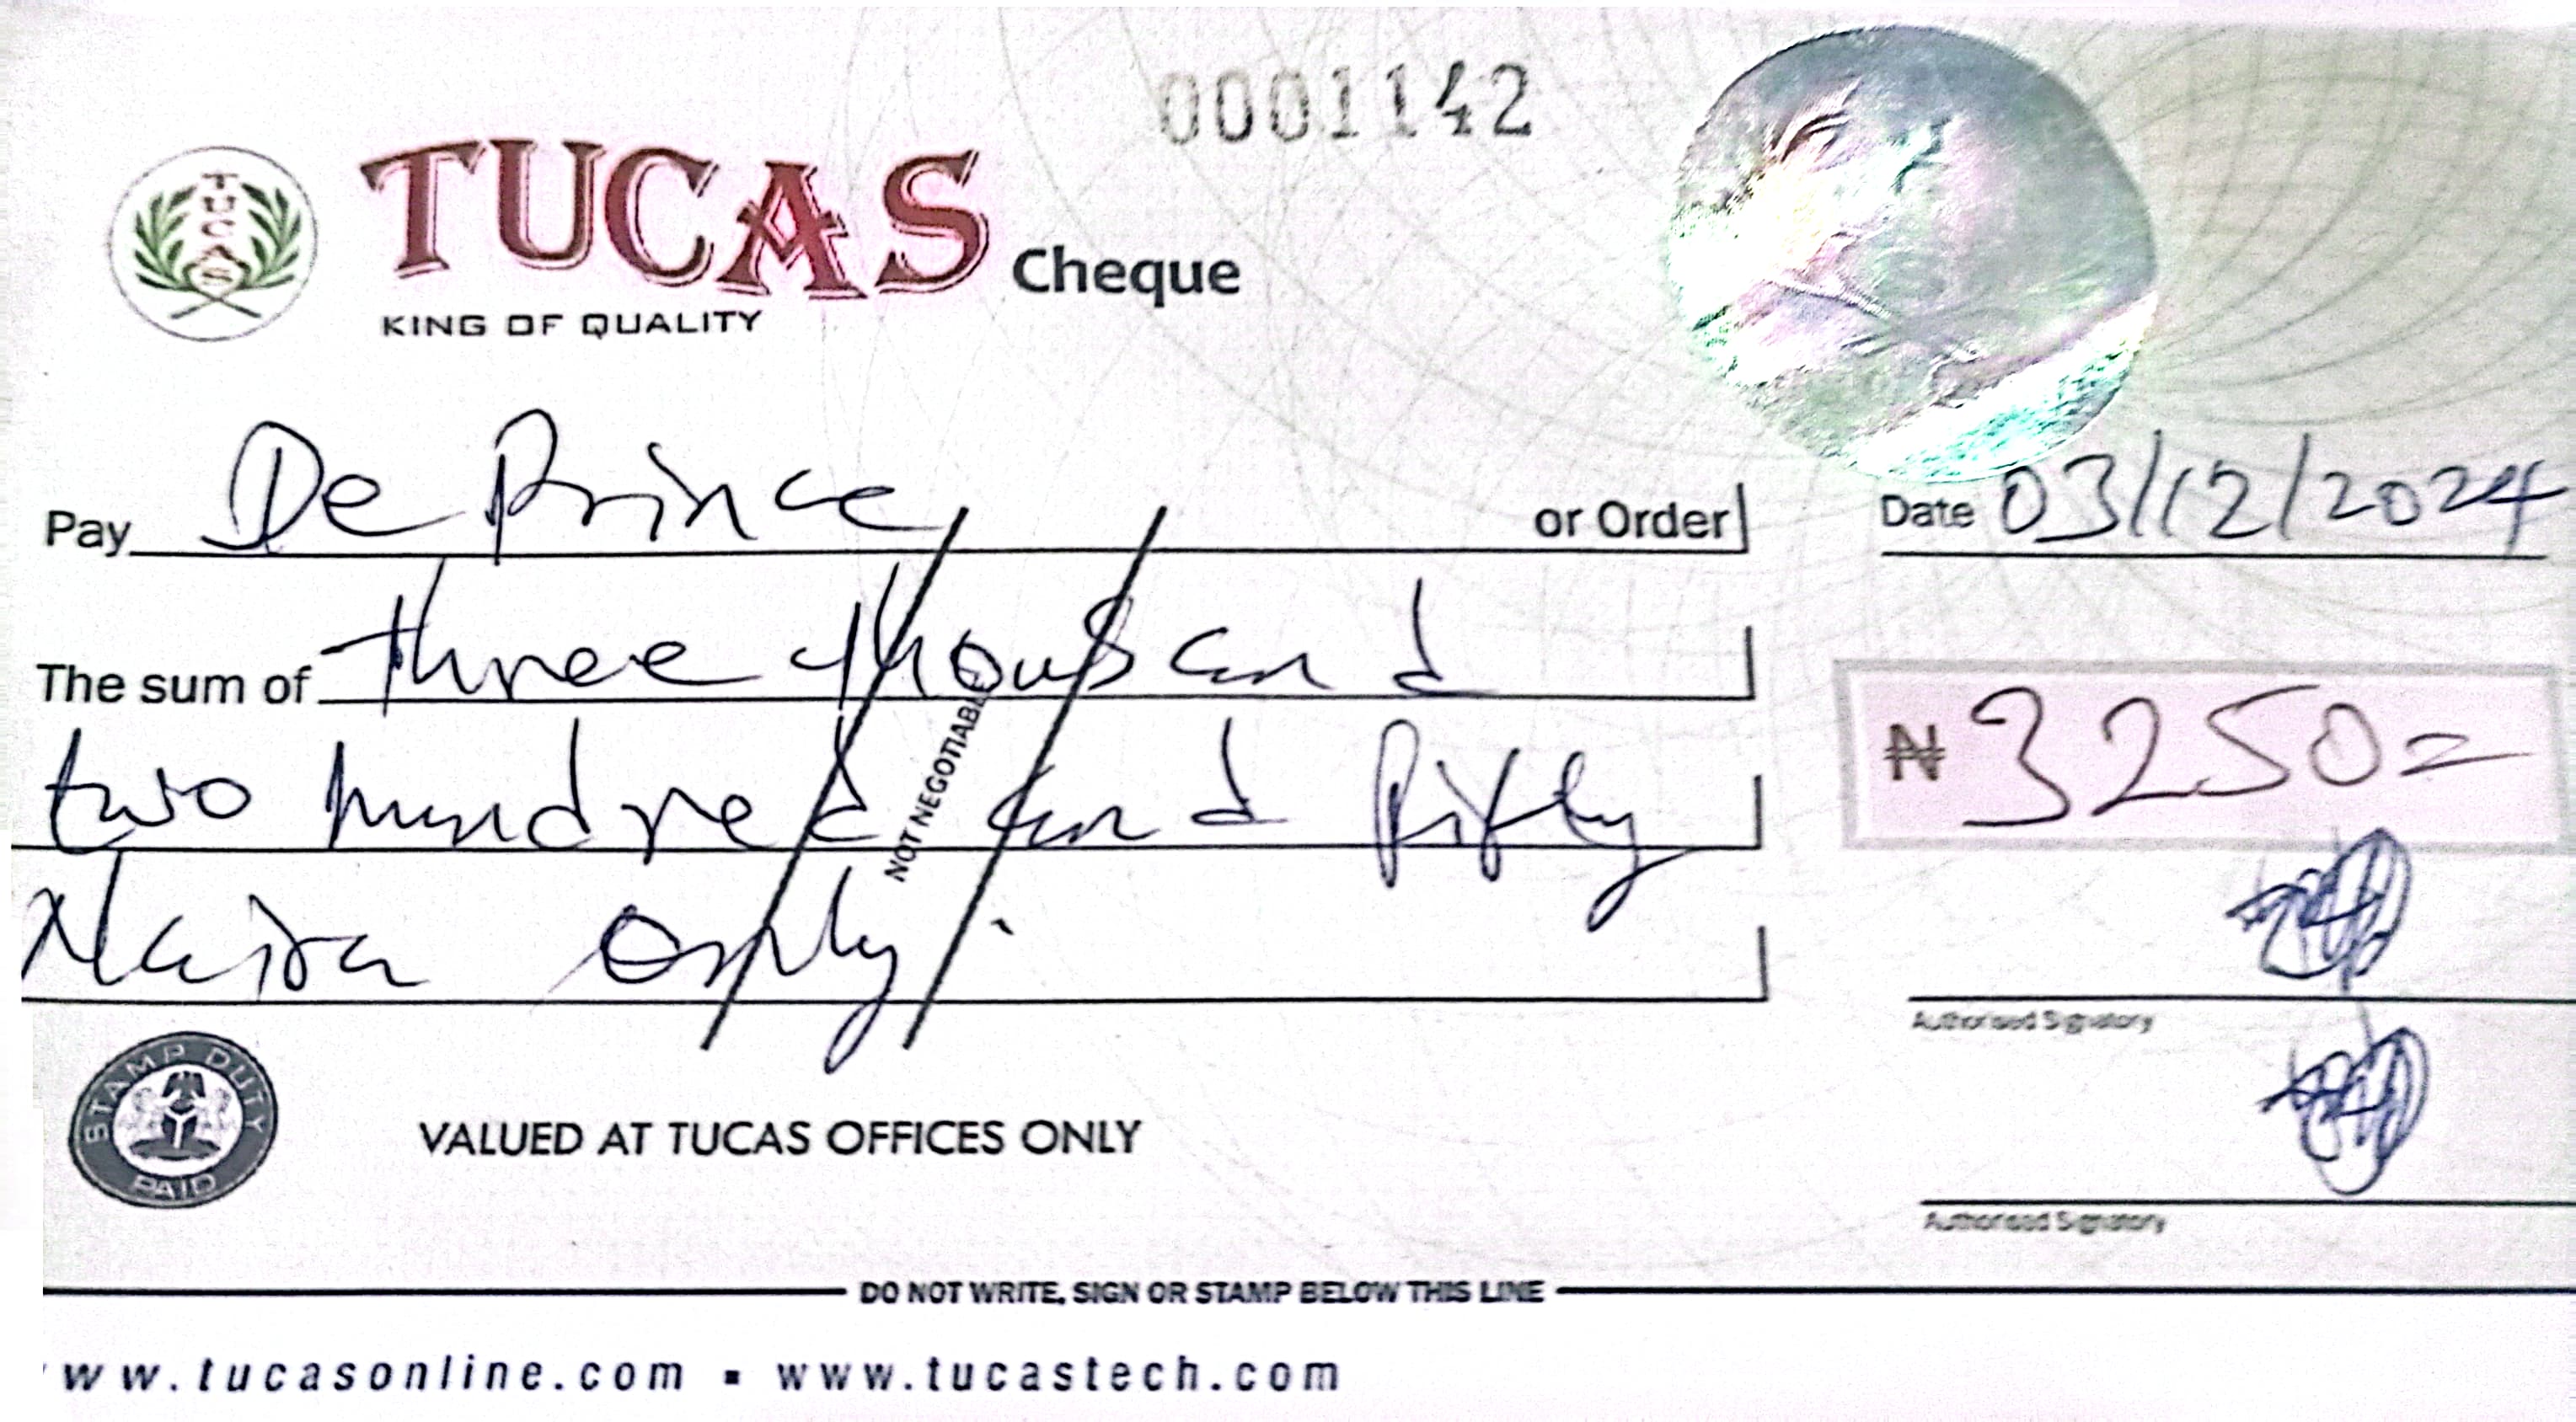 0001142
TUCAS
TUCAS Cheque
KING OF QUALITY
Pay De Prince or Order
Date 03/12/2024
The sum of three thousand
two hundred and fifty
₦ 3250=
Naira only.
NOT NEGOTIABLE
Authorised Signatory
Authorised Signatory
STAMP DUTY
PAID
VALUED AT TUCAS OFFICES ONLY
DO NOT WRITE, SIGN OR STAMP BELOW THIS LINE
www.tucasonline.com ▪ www.tucastech.com